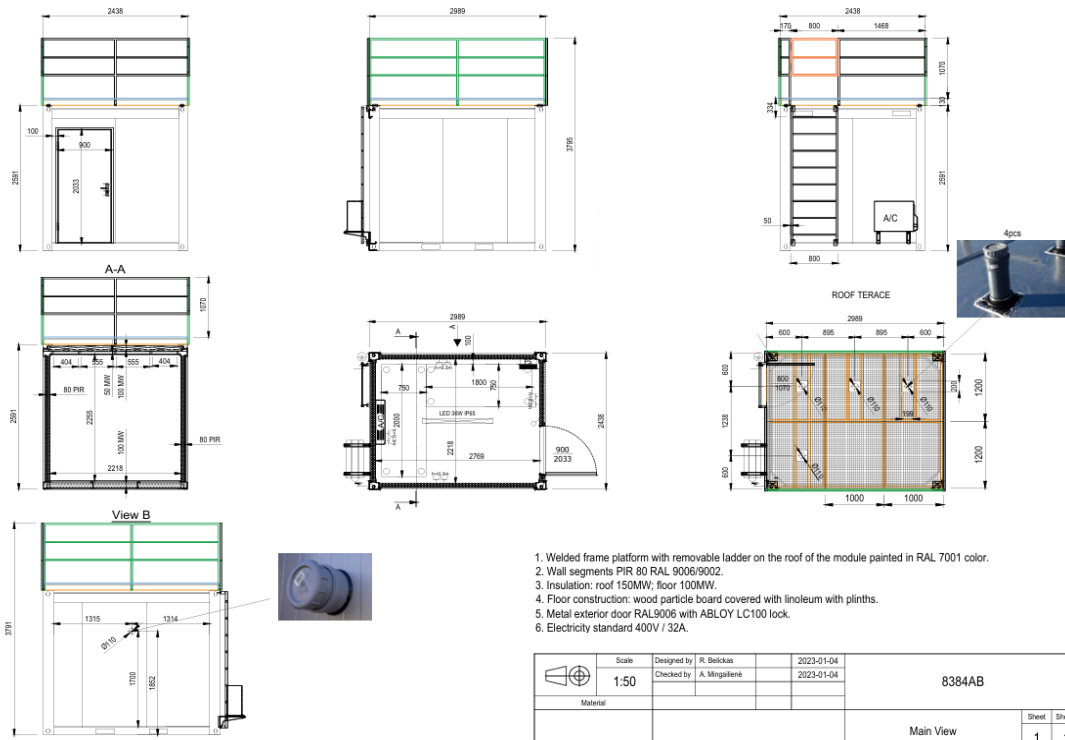 2438
2591
100
900
2033
2989
3795
2438
170
800
1468
1070
130
334
2591
50
800
A/C
4pcs
A-A
1070
2591
404
555
555
404
50 MW
100 MW
80 PIR
2255
100 MW
80 PIR
2218
2989
A
A
100
h=0.3m
750
1800
750
2000
LED 36W IP65
A/C
2218
2769
h=0.3m
900
2033
2438
A
ROOF TERACE
2989
600
895
895
600
600
1238
600
800
1070
Ø110
Ø110
Ø110
Ø110
200
199
1200
1200
1000
1000
View B
3791
1315
1314
Ø110
1700
1852
1. Welded frame platform with removable ladder on the roof of the module painted in RAL 7001 color.
2. Wall segments PIR 80 RAL 9006/9002.
3. Insulation: roof 150MW; floor 100MW.
4. Floor construction: wood particle board covered with linoleum with plinths.
5. Metal exterior door RAL9006 with ABLOY LC100 lock.
6. Electricity standard 400V / 32A.
Scale
1:50
Designed by R. Belickas 2023-01-04
Checked by A. Mingailienė 2023-01-04
8384AB
Material
Main View
Sheet
1